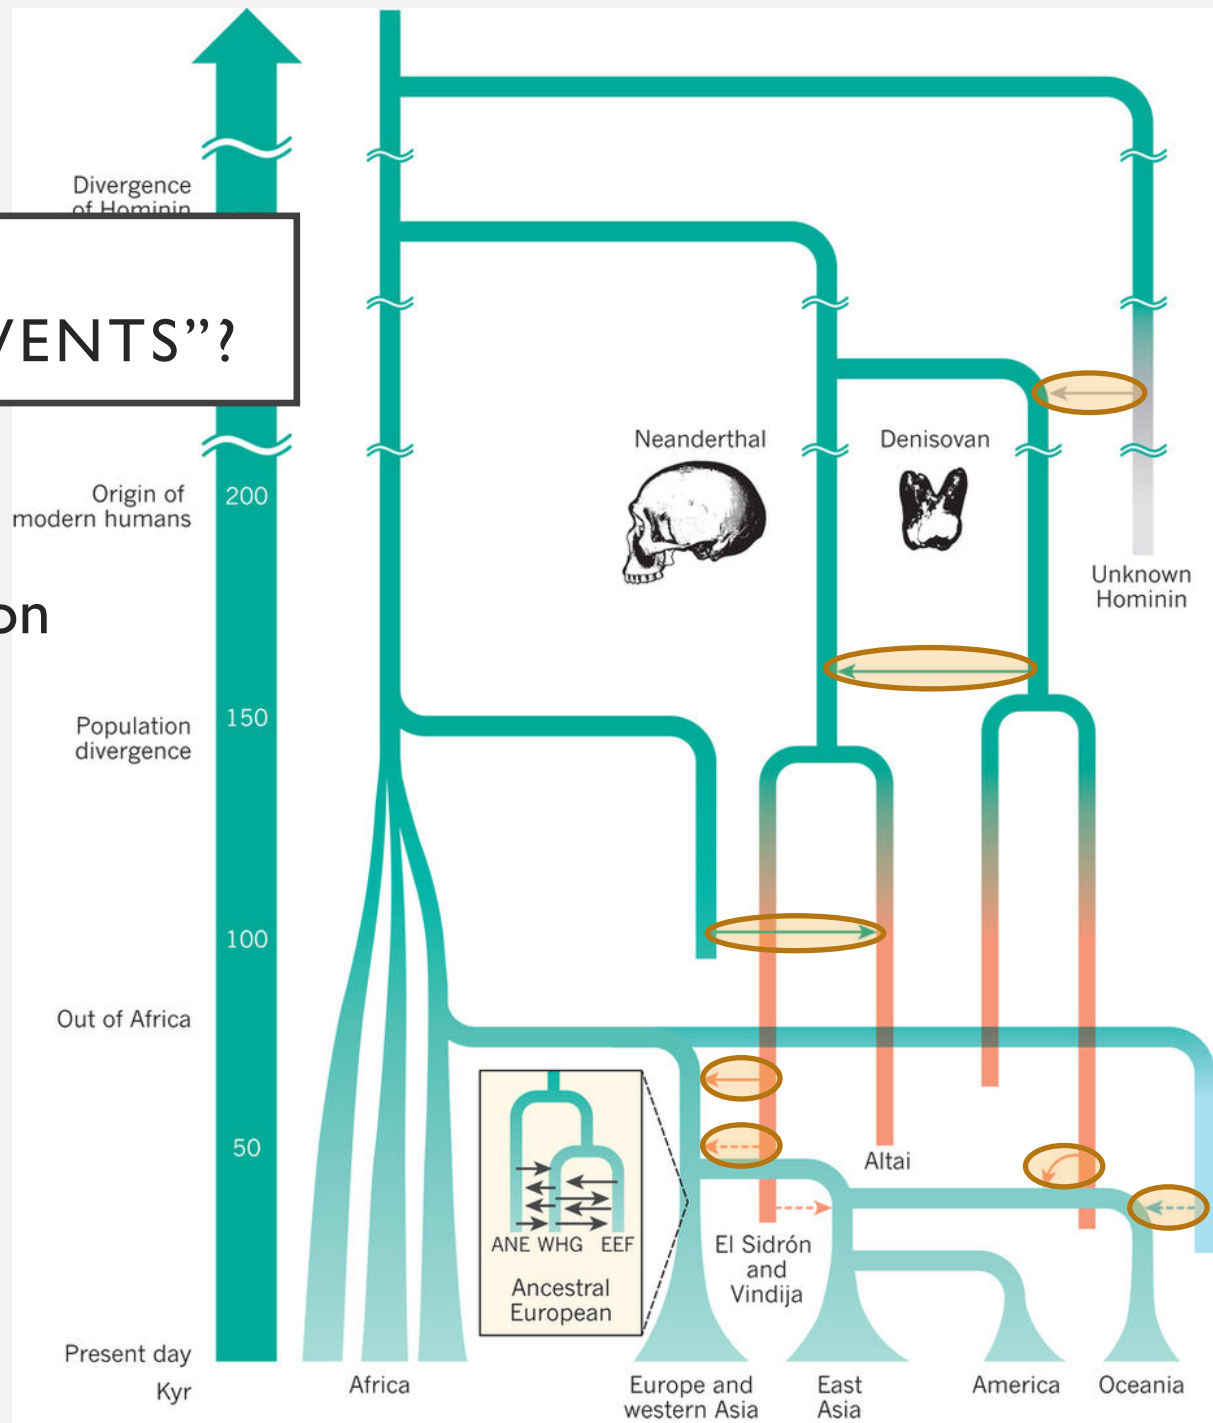 Divergence
of Hominin
VENTS”?
Neanderthal
Denisovan
Origin of
modern humans
200
Unknown
Hominin
on
Population
divergence
150
100
Out of Africa
50
Altai
ANE WHG EEF
Ancestral
European
El Sidrón
and
Vindija
Present day
Kyr
Africa
Europe and
western Asia
East
Asia
America
Oceania